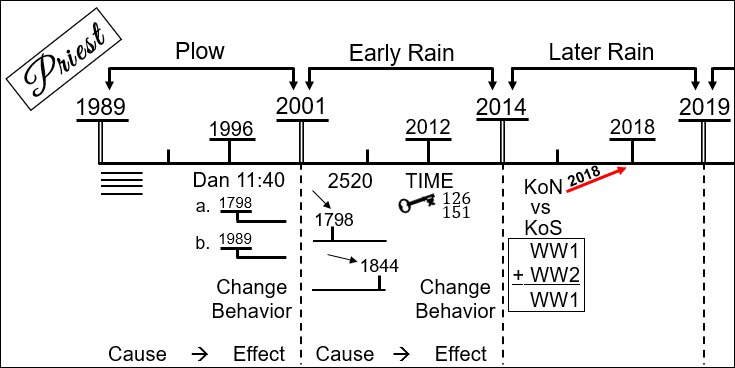 Priest
Plow
Early Rain
Later Rain
1989
2001
2014
2019
1996
2012
2018
Dan 11:40
a. 1798
b. 1989
Change
Behavior
2520
1798
1844
TIME
126
151
Change
Behavior
KoN 2018
vs
KoS
WW1
+ WW2
WW1
Cause → Effect
Cause → Effect